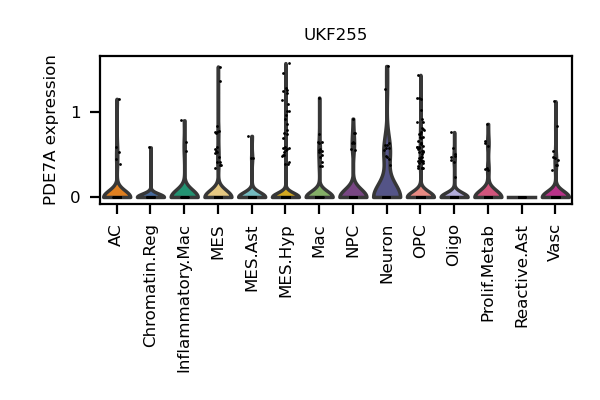 UKF255
PDE7A expression
1
0
AC
Chromatin.Reg
Inflammatory.Mac
MES
MES.Ast
MES.Hyp
Mac
NPC
Neuron
OPC
Oligo
Prolif.Metab
Reactive.Ast
Vasc